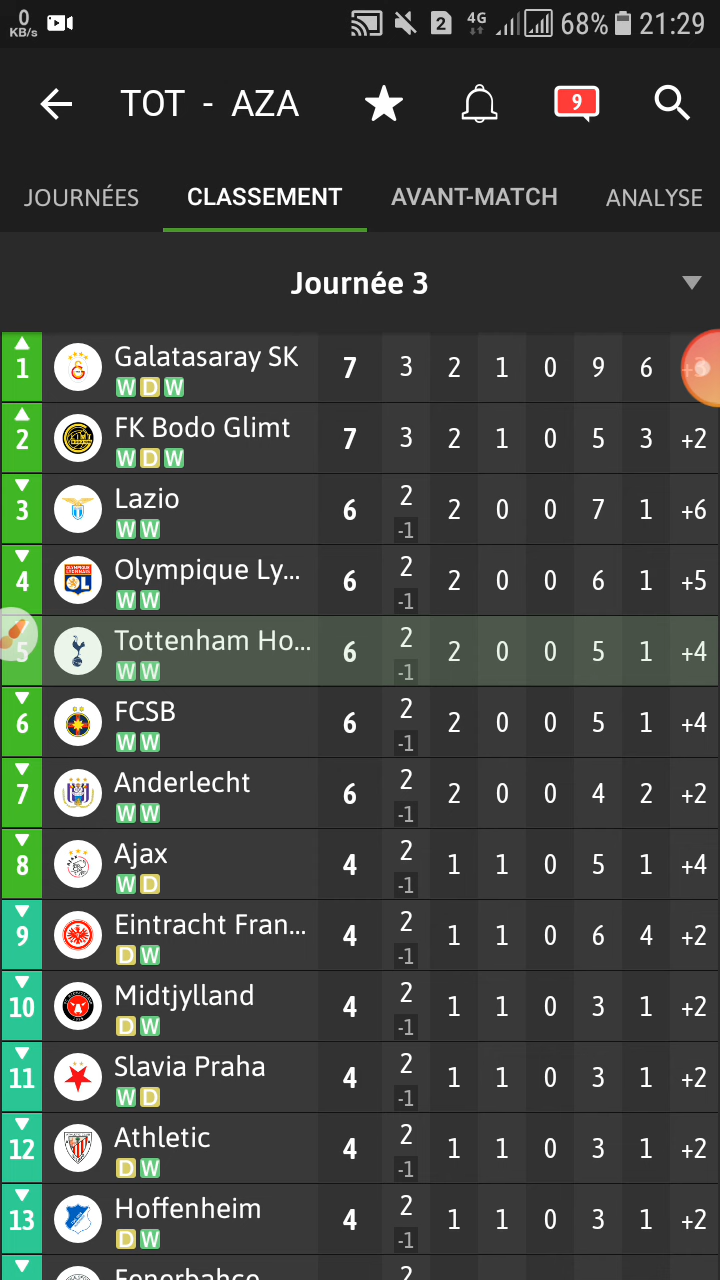 0 KB/s 2 4G 68% 21:29
TOT - AZA 9
JOURNÉES CLASSEMENT AVANT-MATCH ANALYSE
Journée 3
1 Galatasaray SK 7 3 2 1 0 9 6 +3
W D W
2 FK Bodo Glimt 7 3 2 1 0 5 3 +2
W D W
3 Lazio 6 2 2 0 0 7 1 +6
W W -1
4 Olympique Ly... 6 2 2 0 0 6 1 +5
W W -1
5 Tottenham Ho... 6 2 2 0 0 5 1 +4
W W -1
6 FCSB 6 2 2 0 0 5 1 +4
W W -1
7 Anderlecht 6 2 2 0 0 4 2 +2
W W -1
8 Ajax 4 2 1 1 0 5 1 +4
W D -1
9 Eintracht Fran... 4 2 1 1 0 6 4 +2
D W -1
10 Midtjylland 4 2 1 1 0 3 1 +2
D W -1
11 Slavia Praha 4 2 1 1 0 3 1 +2
W D -1
12 Athletic 4 2 1 1 0 3 1 +2
D W -1
13 Hoffenheim 4 2 1 1 0 3 1 +2
D W -1
Fenerbahce 2